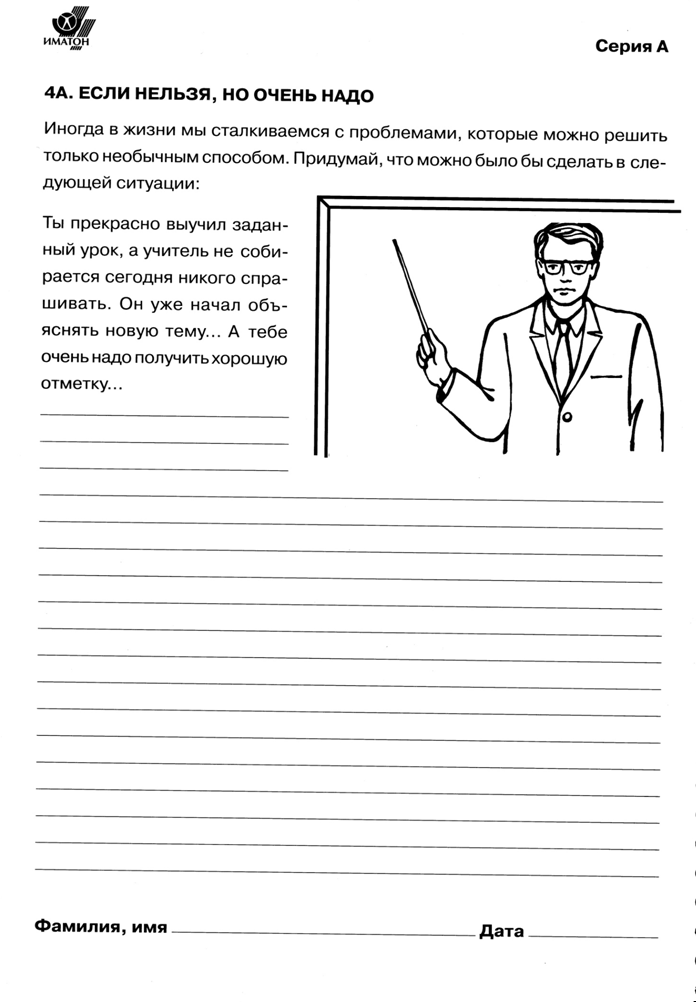 ИМАТОН
Серия А
4А. ЕСЛИ НЕЛЬЗЯ, НО ОЧЕНЬ НАДО
Иногда в жизни мы сталкиваемся с проблемами, которые можно решить
только необычным способом. Придумай, что можно было бы сделать в сле-
дующей ситуации:
Ты прекрасно выучил задан-
ный урок, а учитель не соби-
рается сегодня никого спра-
шивать. Он уже начал объ-
яснять новую тему... А тебе
очень надо получить хорошую
отметку...
Фамилия, имя
Дата